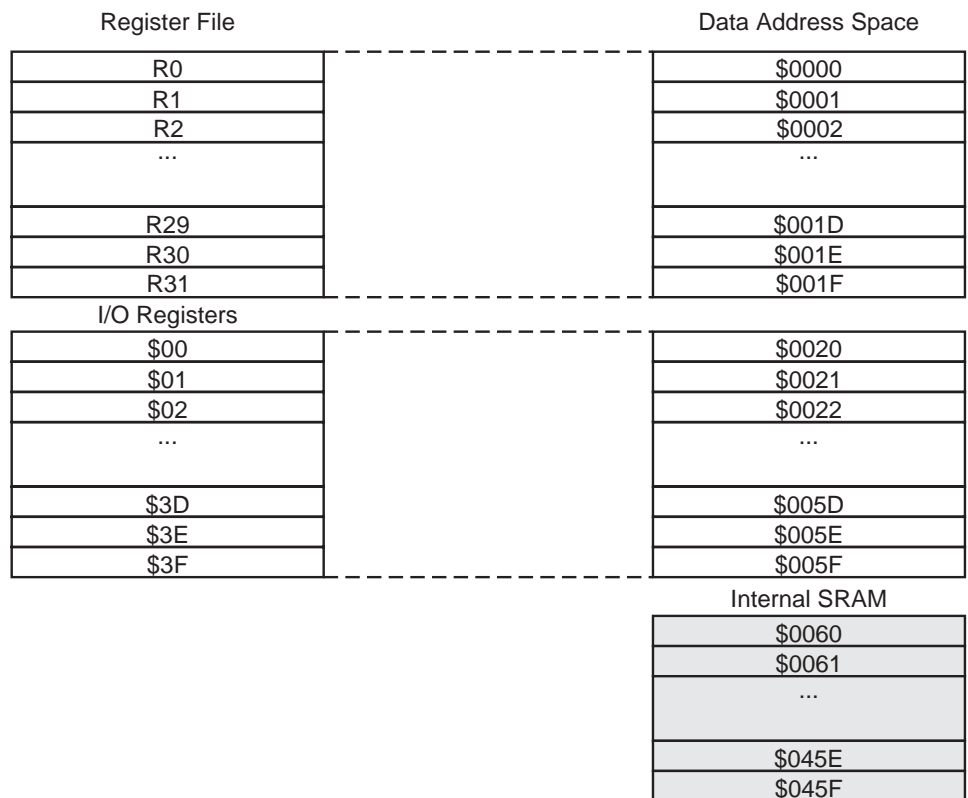 Register File Data Address Space
R0 $0000
R1 $0001
R2 $0002
... ...
R29 $001D
R30 $001E
R31 $001F
I/O Registers
$00 $0020
$01 $0021
$02 $0022
... ...
$3D $005D
$3E $005E
$3F $005F
Internal SRAM
$0060
$0061
...
$045E
$045F